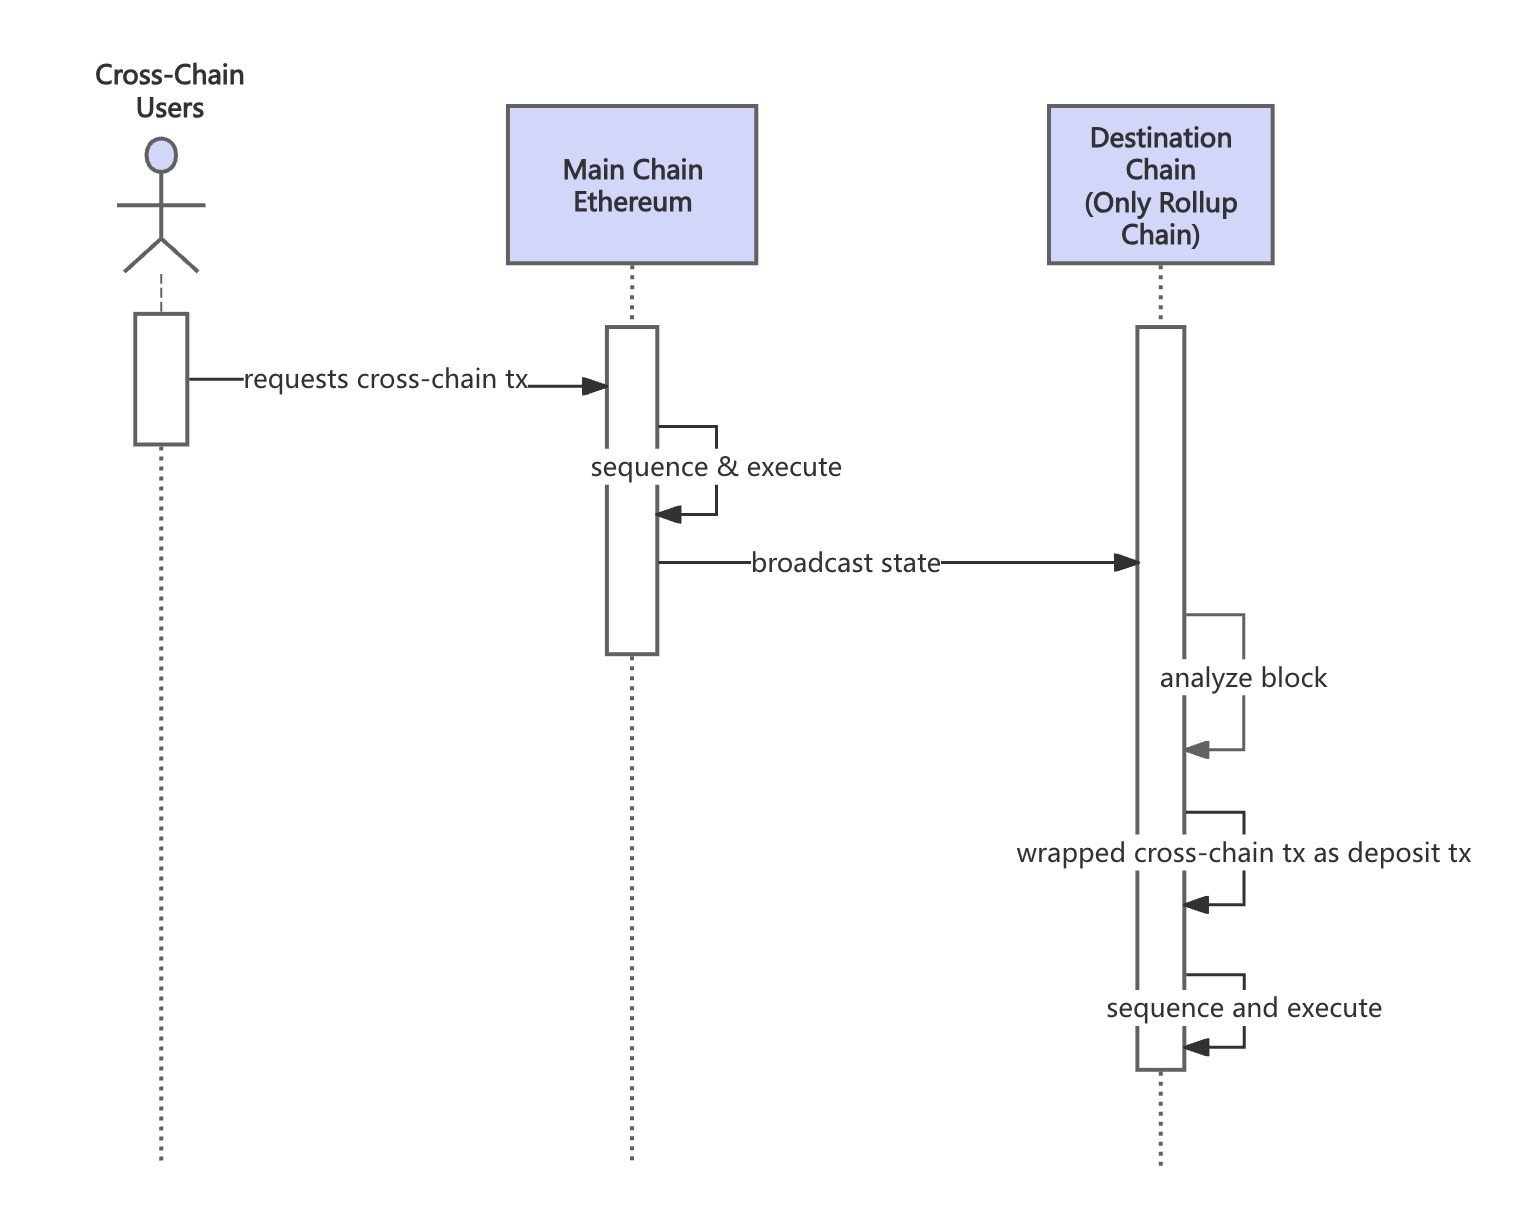 Cross-Chain
Users
Main Chain
Ethereum
Destination
Chain
(Only Rollup
Chain)
requests cross-chain tx
sequence & execute
broadcast state
analyze block
wrapped cross-chain tx as deposit tx
sequence and execute